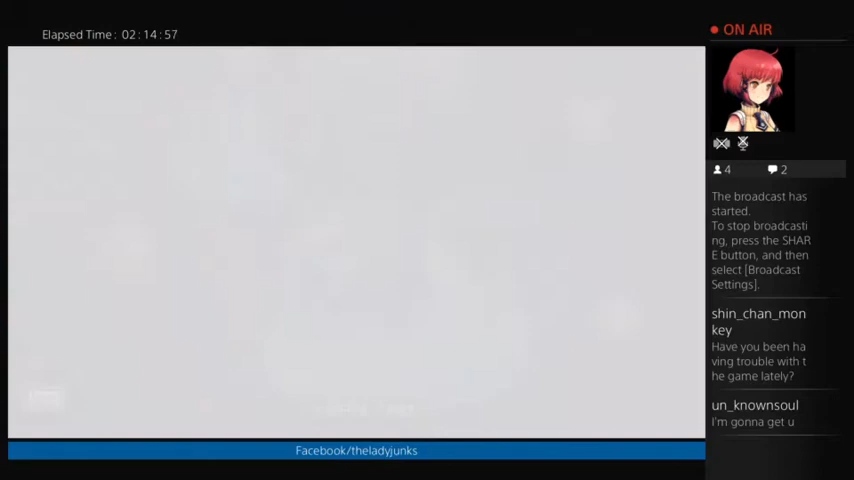 Elapsed Time: 02:14:57
ON AIR
4
2
The broadcast has
started.
To stop broadcasti
ng, press the SHAR
E button, and then
select [Broadcast
Settings].
shin_chan_mon
key
Have you been ha
ving trouble with t
he game lately?
un_knownsoul
I'm gonna get u
Facebook/theladyjunks